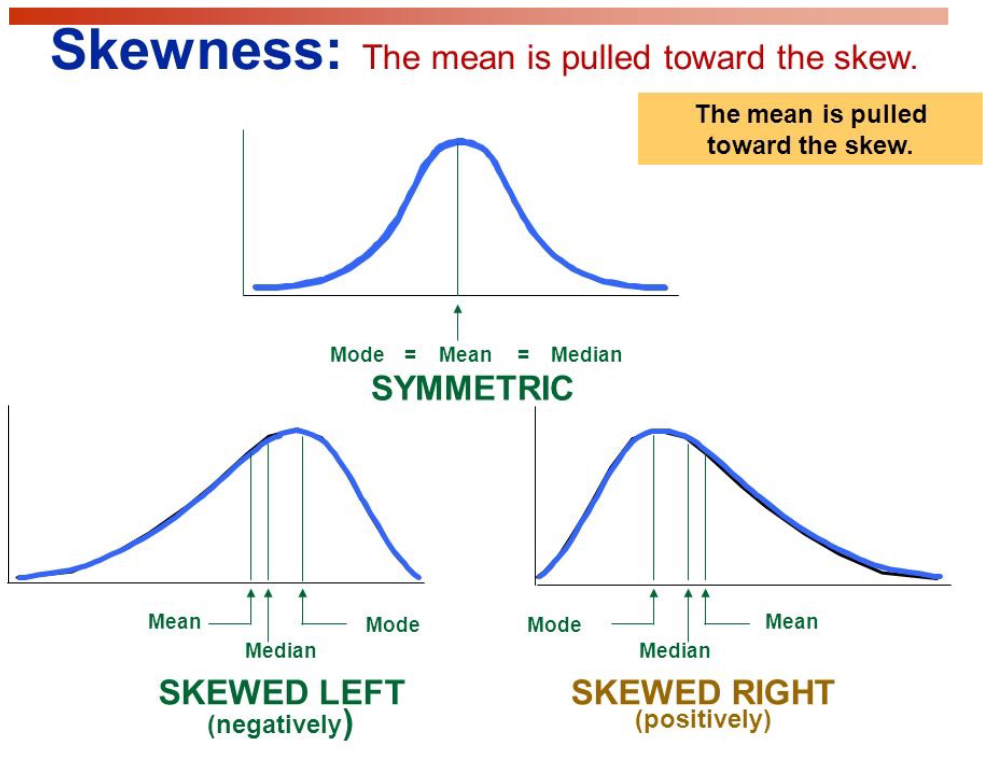 Skewness: The mean is pulled toward the skew.
The mean is pulled
toward the skew.
Mode = Mean = Median
SYMMETRIC
Mean
Mode
Median
SKEWED LEFT
(negatively)
Mode
Mean
Median
SKEWED RIGHT
(positively)